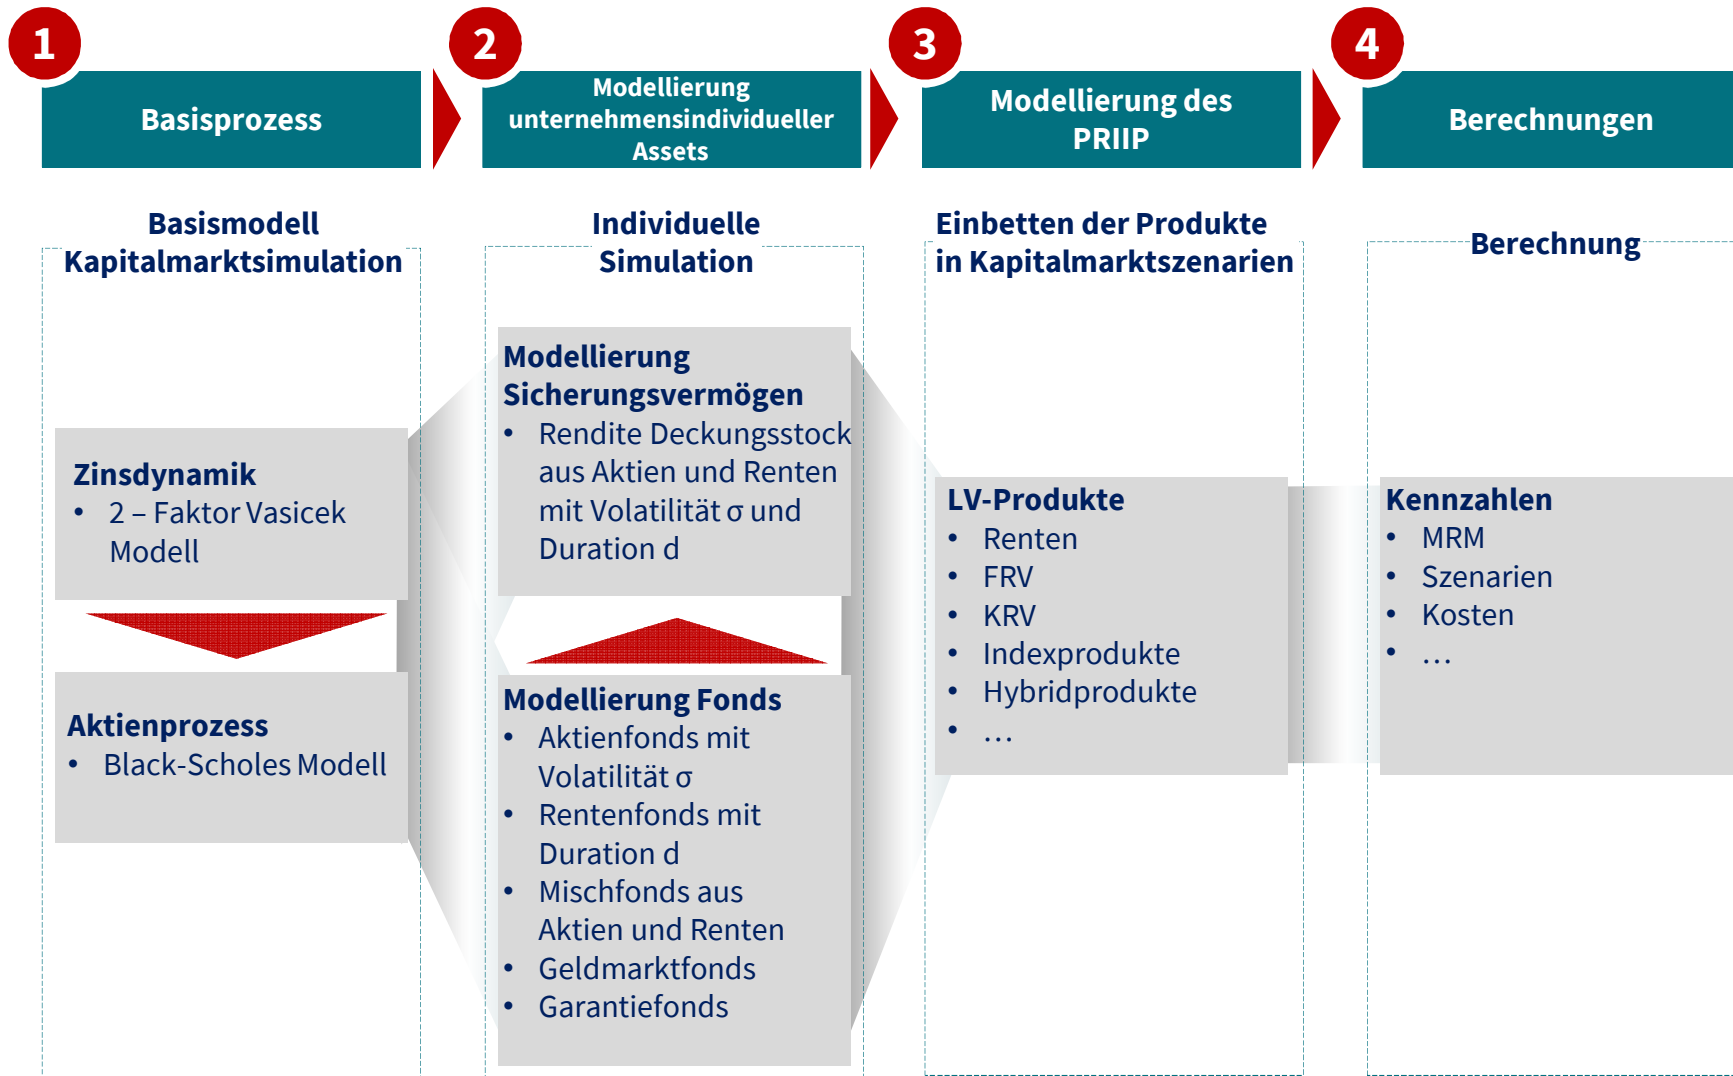 1
Basisprozess
2
Modellierung
unternehmensindividueller
Assets
3
Modellierung des
PRIIP
4
Berechnungen
Basismodell
Kapitalmarktsimulation
Zinsdynamik
• 2 – Faktor Vasicek
Modell
Aktienprozess
• Black-Scholes Modell
Individuelle
Simulation
Modellierung
Sicherungsvermögen
• Rendite Deckungsstock
aus Aktien und Renten
mit Volatilität σ und
Duration d
Modellierung Fonds
• Aktienfonds mit
Volatilität σ
• Rentenfonds mit
Duration d
• Mischfonds aus
Aktien und Renten
• Geldmarktfonds
• Garantiefonds
Einbetten der Produkte
in Kapitalmarktszenarien
LV-Produkte
• Renten
• FRV
• KRV
• Indexprodukte
• Hybridprodukte
• …
Berechnung
Kennzahlen
• MRM
• Szenarien
• Kosten
• …